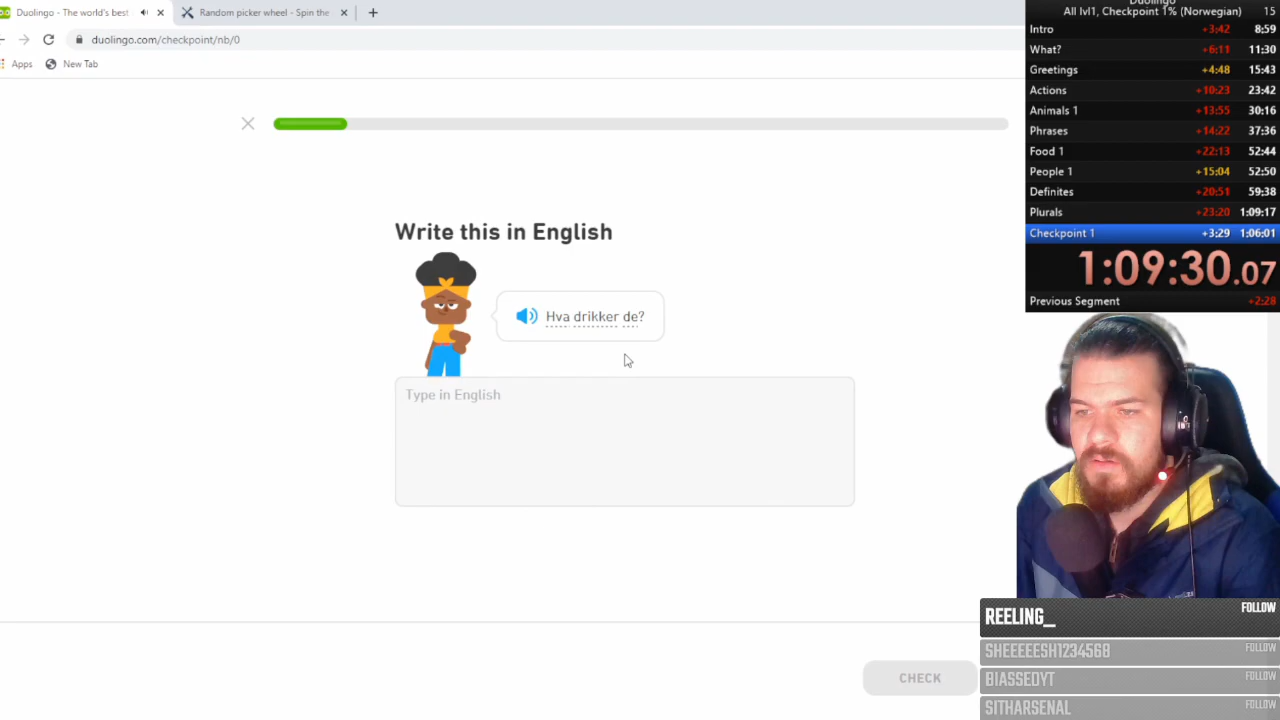 Duolingo - The world's best
Random picker wheel - Spin the
duolingo.com/checkpoint/nb/0
Apps
New Tab
Write this in English
Hva drikker de?
Type in English
CHECK
Duolingo
All lvl1, Checkpoint 1% (Norwegian) 15
Intro +3:42 8:59
What? +6:11 11:30
Greetings +4:48 15:43
Actions +10:23 23:42
Animals 1 +13:55 30:16
Phrases +14:22 37:36
Food 1 +22:13 52:44
People 1 +15:04 52:50
Definites +20:51 59:38
Plurals +23:20 1:09:17
Checkpoint 1 +3:29 1:06:01
1:09:30.07
Previous Segment +2:28
REELING_ FOLLOW
SHEEEEESH1234568 FOLLOW
BIASSEDYT FOLLOW
SITHARSENAL FOLLOW